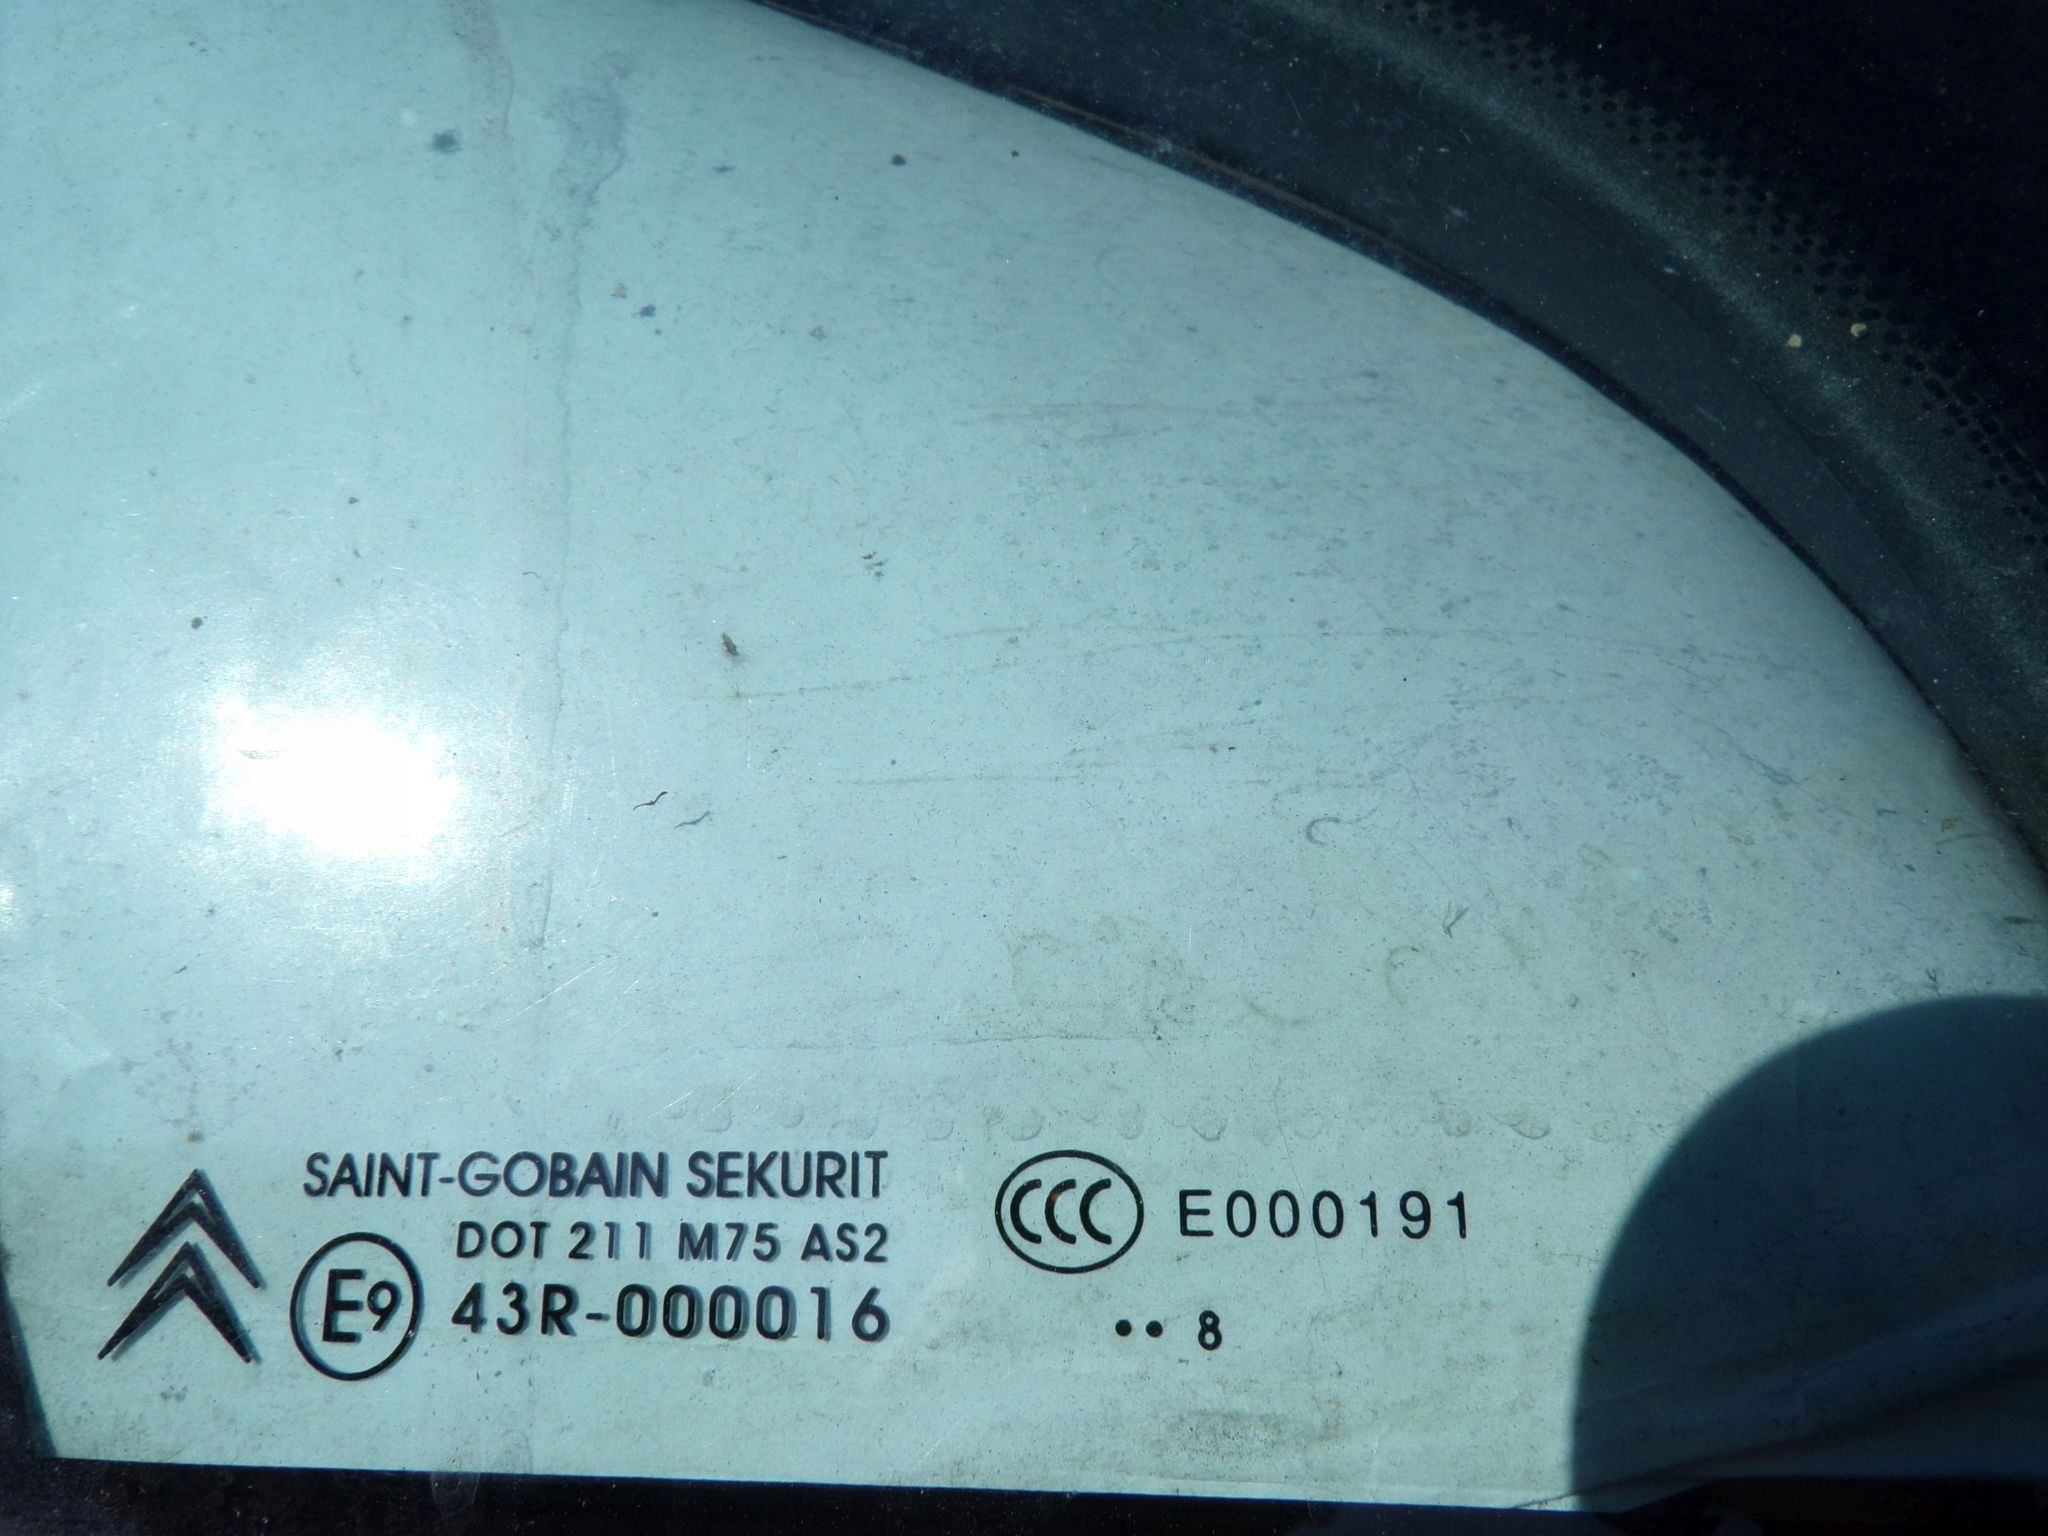 SAINT-GOBAIN SEKURIT
DOT 211 M75 AS2
E9 43R-000016
CCC E000191
•• 8